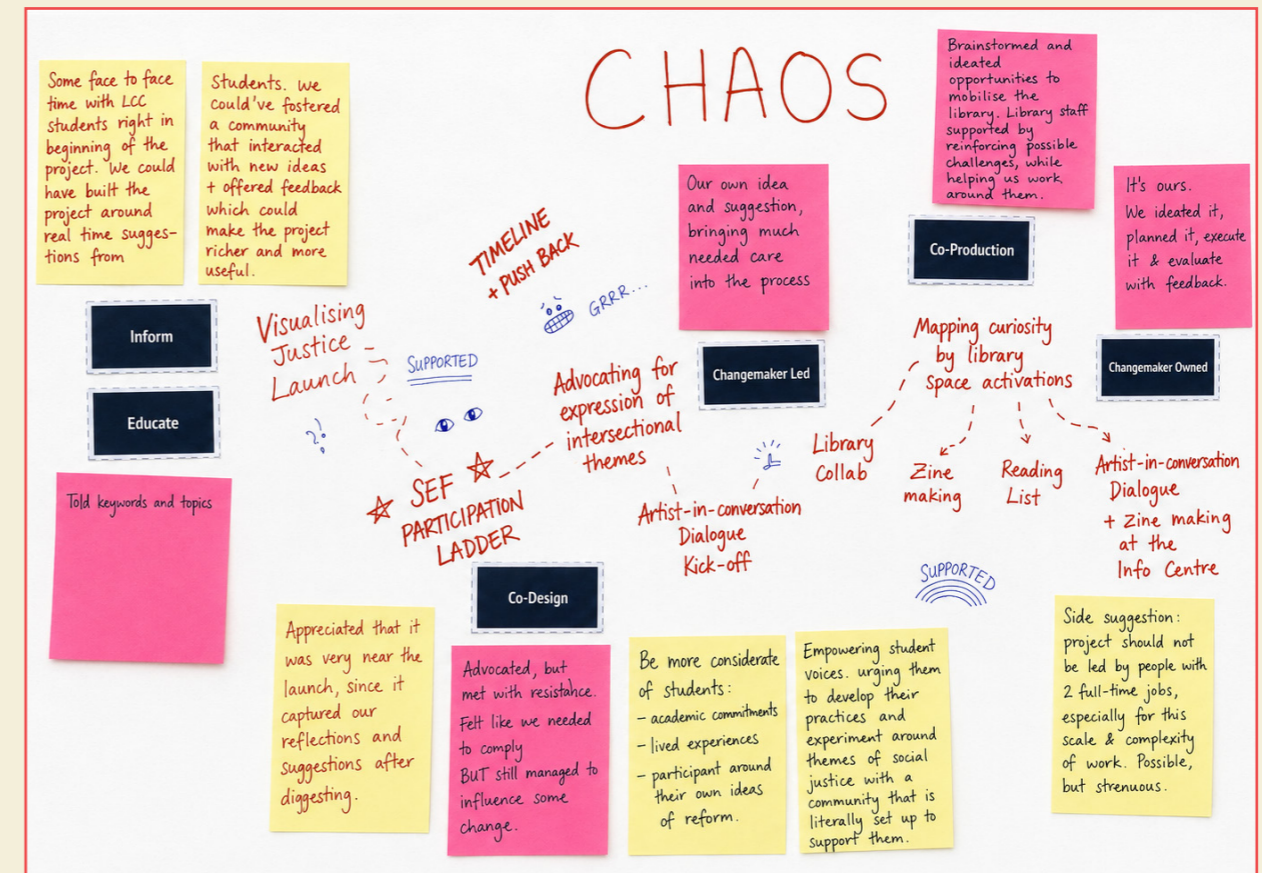 CHAOS
Some face to face
time with LCC
students right in
beginning of the
project. We could
have built the
project around
real time sugges-
tions from
Students. We
could've fostered
a community
that interacted
with new ideas
+ offered feedback
which could
make the project
richer and more
useful.
Inform
Educate
Told keywords and topics
Visualising
Justice
Launch
?!
SUPPORTED
TIMELINE
+ PUSH BACK
GRRR...
SEF
PARTICIPATION
LADDER
Advocating for
expression of
intersectional
themes
Our own idea
and suggestion,
bringing much
needed care
into the process
Changemaker Led
Artist-in-conversation
Dialogue
Kick-off
Brainstormed and
ideated
opportunities to
mobilise the
library. Library staff
supported by
reinforcing possible
challenges, while
helping us work
around them.
Co-Production
It's ours.
We ideated it,
planned it, execute
it & evaluate
with feedback.
Changemaker Owned
Mapping curiosity
by library
space activations
Library
Collab
Zine
making
Reading
List
Artist-in-conversation
Dialogue
+ Zine making
at the
Info Centre
SUPPORTED
Co-Design
Appreciated that it
was very near the
launch, since it
captured our
reflections and
suggestions after
diggesting.
Advocated, but
met with resistance.
Felt like we needed
to comply
BUT still managed to
influence some
change.
Be more considerate
of students:
- academic commitments
- lived experiences
- participant around
their own ideas
of reform.
Empowering student
voices. urging them
to develop their
practices and
experiment around
themes of social
justice with a
community that is
literally set up to
support them.
Side suggestion:
project should not
be led by people with
2 full-time jobs,
especially for this
scale & complexity
of work. Possible,
but strenuous.